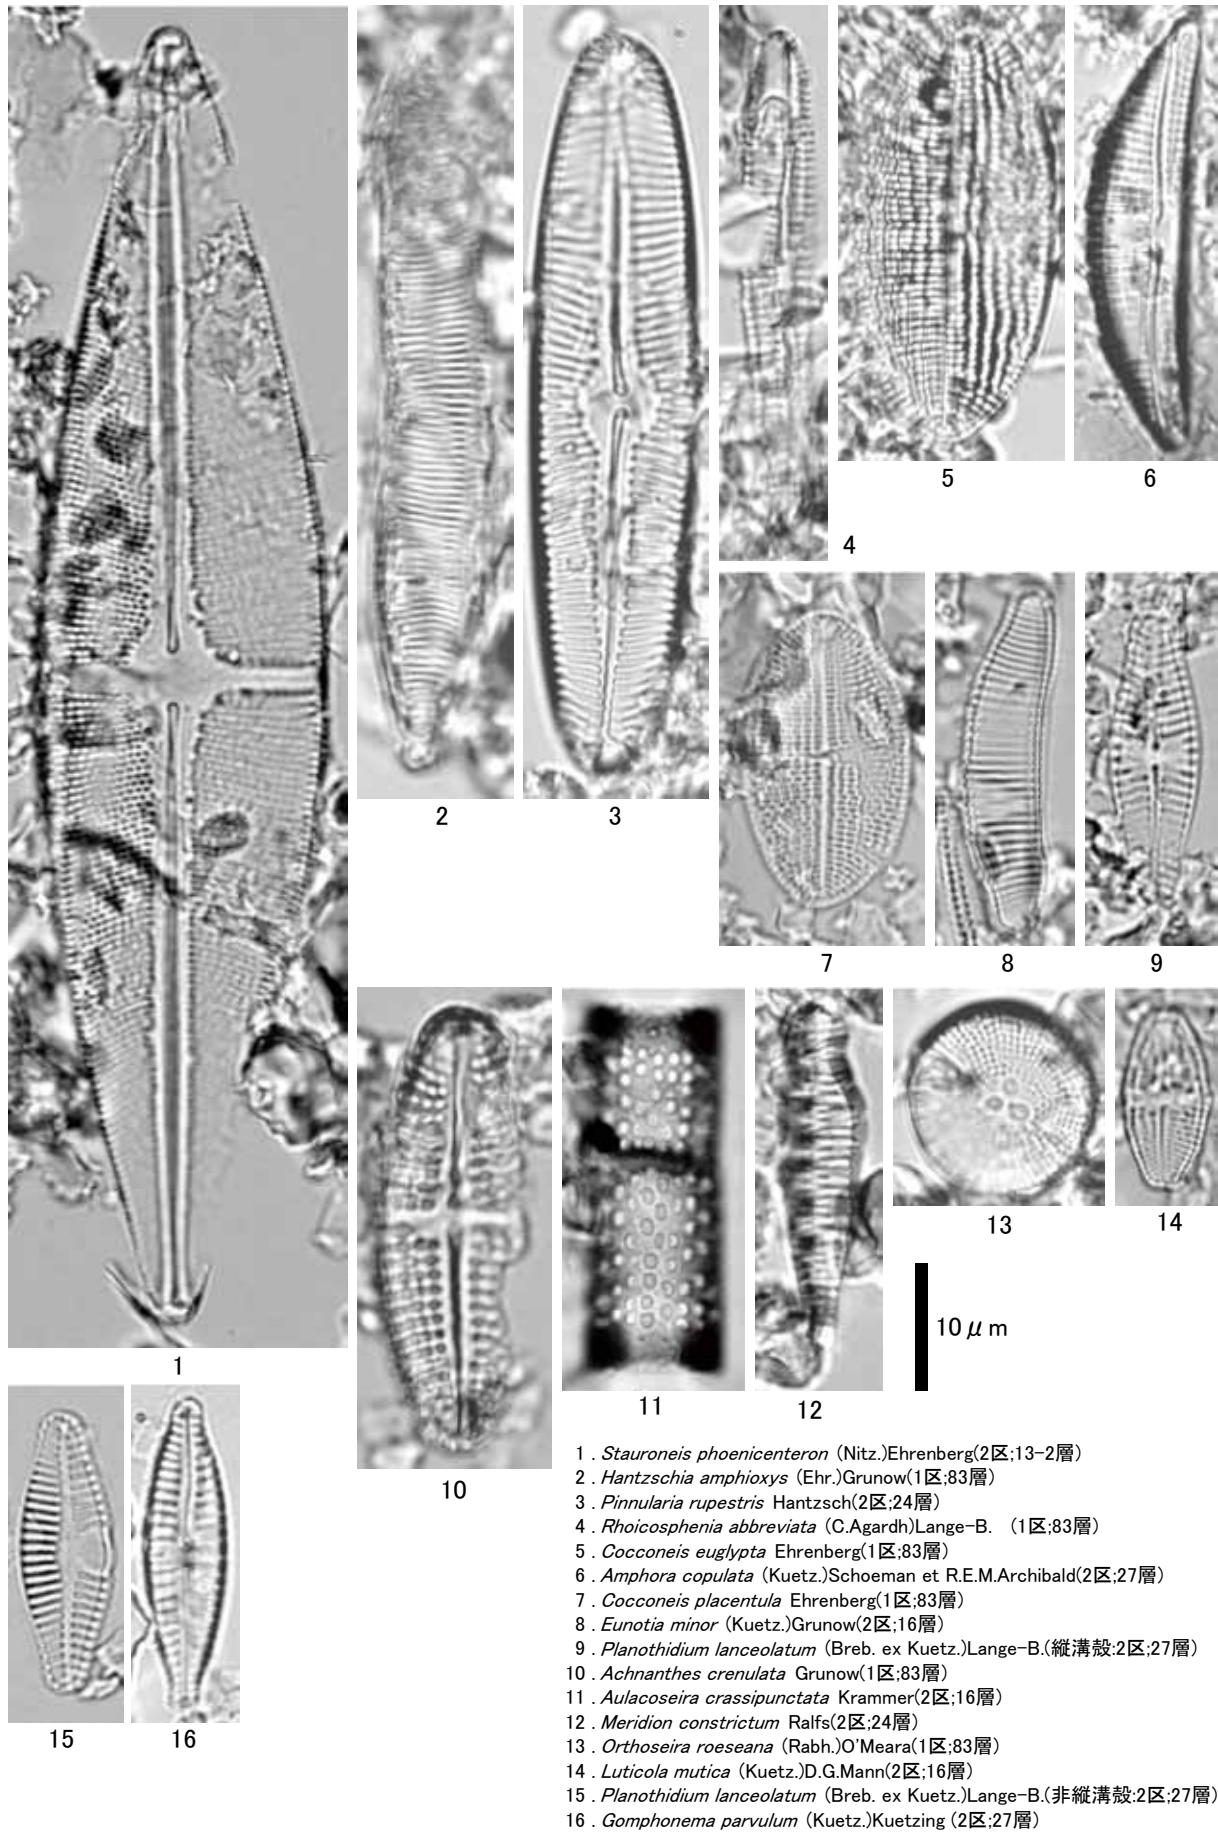 5
6
4
2
3
7
8
9
13
14
10μm
1
11
12
10
15
16
1 . Stauroneis phoenicenteron (Nitz.)Ehrenberg(2区;13-2層)
2 . Hantzschia amphioxys (Ehr.)Grunow(1区;83層)
3 . Pinnularia rupestris Hantzsch(2区;24層)
4 . Rhoicosphenia abbreviata (C.Agardh)Lange-B. (1区;83層)
5 . Cocconeis euglypta Ehrenberg(1区;83層)
6 . Amphora copulata (Kuetz.)Schoeman et R.E.M.Archibald(2区;27層)
7 . Cocconeis placentula Ehrenberg(1区;83層)
8 . Eunotia minor (Kuetz.)Grunow(2区;16層)
9 . Planothidium lanceolatum (Breb. ex Kuetz.)Lange-B.(縦溝殻:2区;27層)
10 . Achnanthes crenulata Grunow(1区;83層)
11 . Aulacoseira crassipunctata Krammer(2区;16層)
12 . Meridion constrictum Ralfs(2区;24層)
13 . Orthoseira roeseana (Rabh.)O'Meara(1区;83層)
14 . Luticola mutica (Kuetz.)D.G.Mann(2区;16層)
15 . Planothidium lanceolatum (Breb. ex Kuetz.)Lange-B.(非縦溝殻:2区;27層)
16 . Gomphonema parvulum (Kuetz.)Kuetzing (2区;27層)